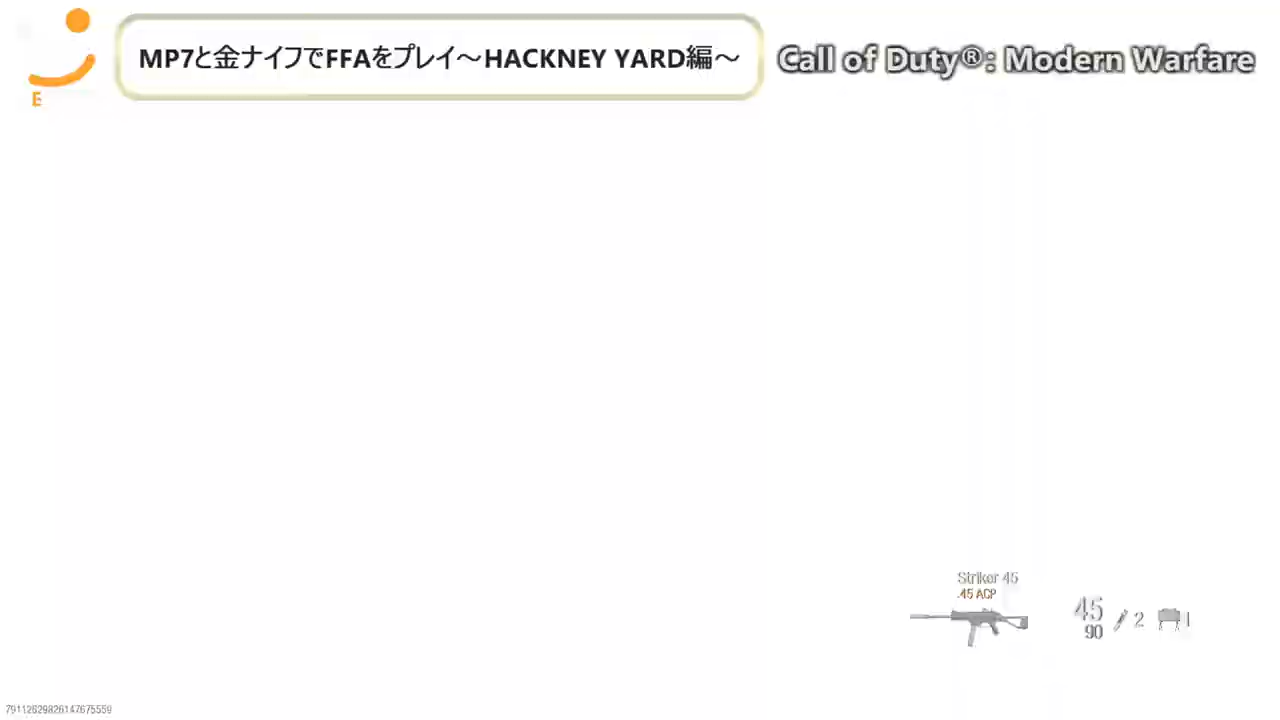 MP7と金ナイフでFFAをプレイ～HACKNEY YARD編～
Call of Duty®: Modern Warfare
E
Striker 45
.45 ACP
45
90
2
1
79112629826147675559